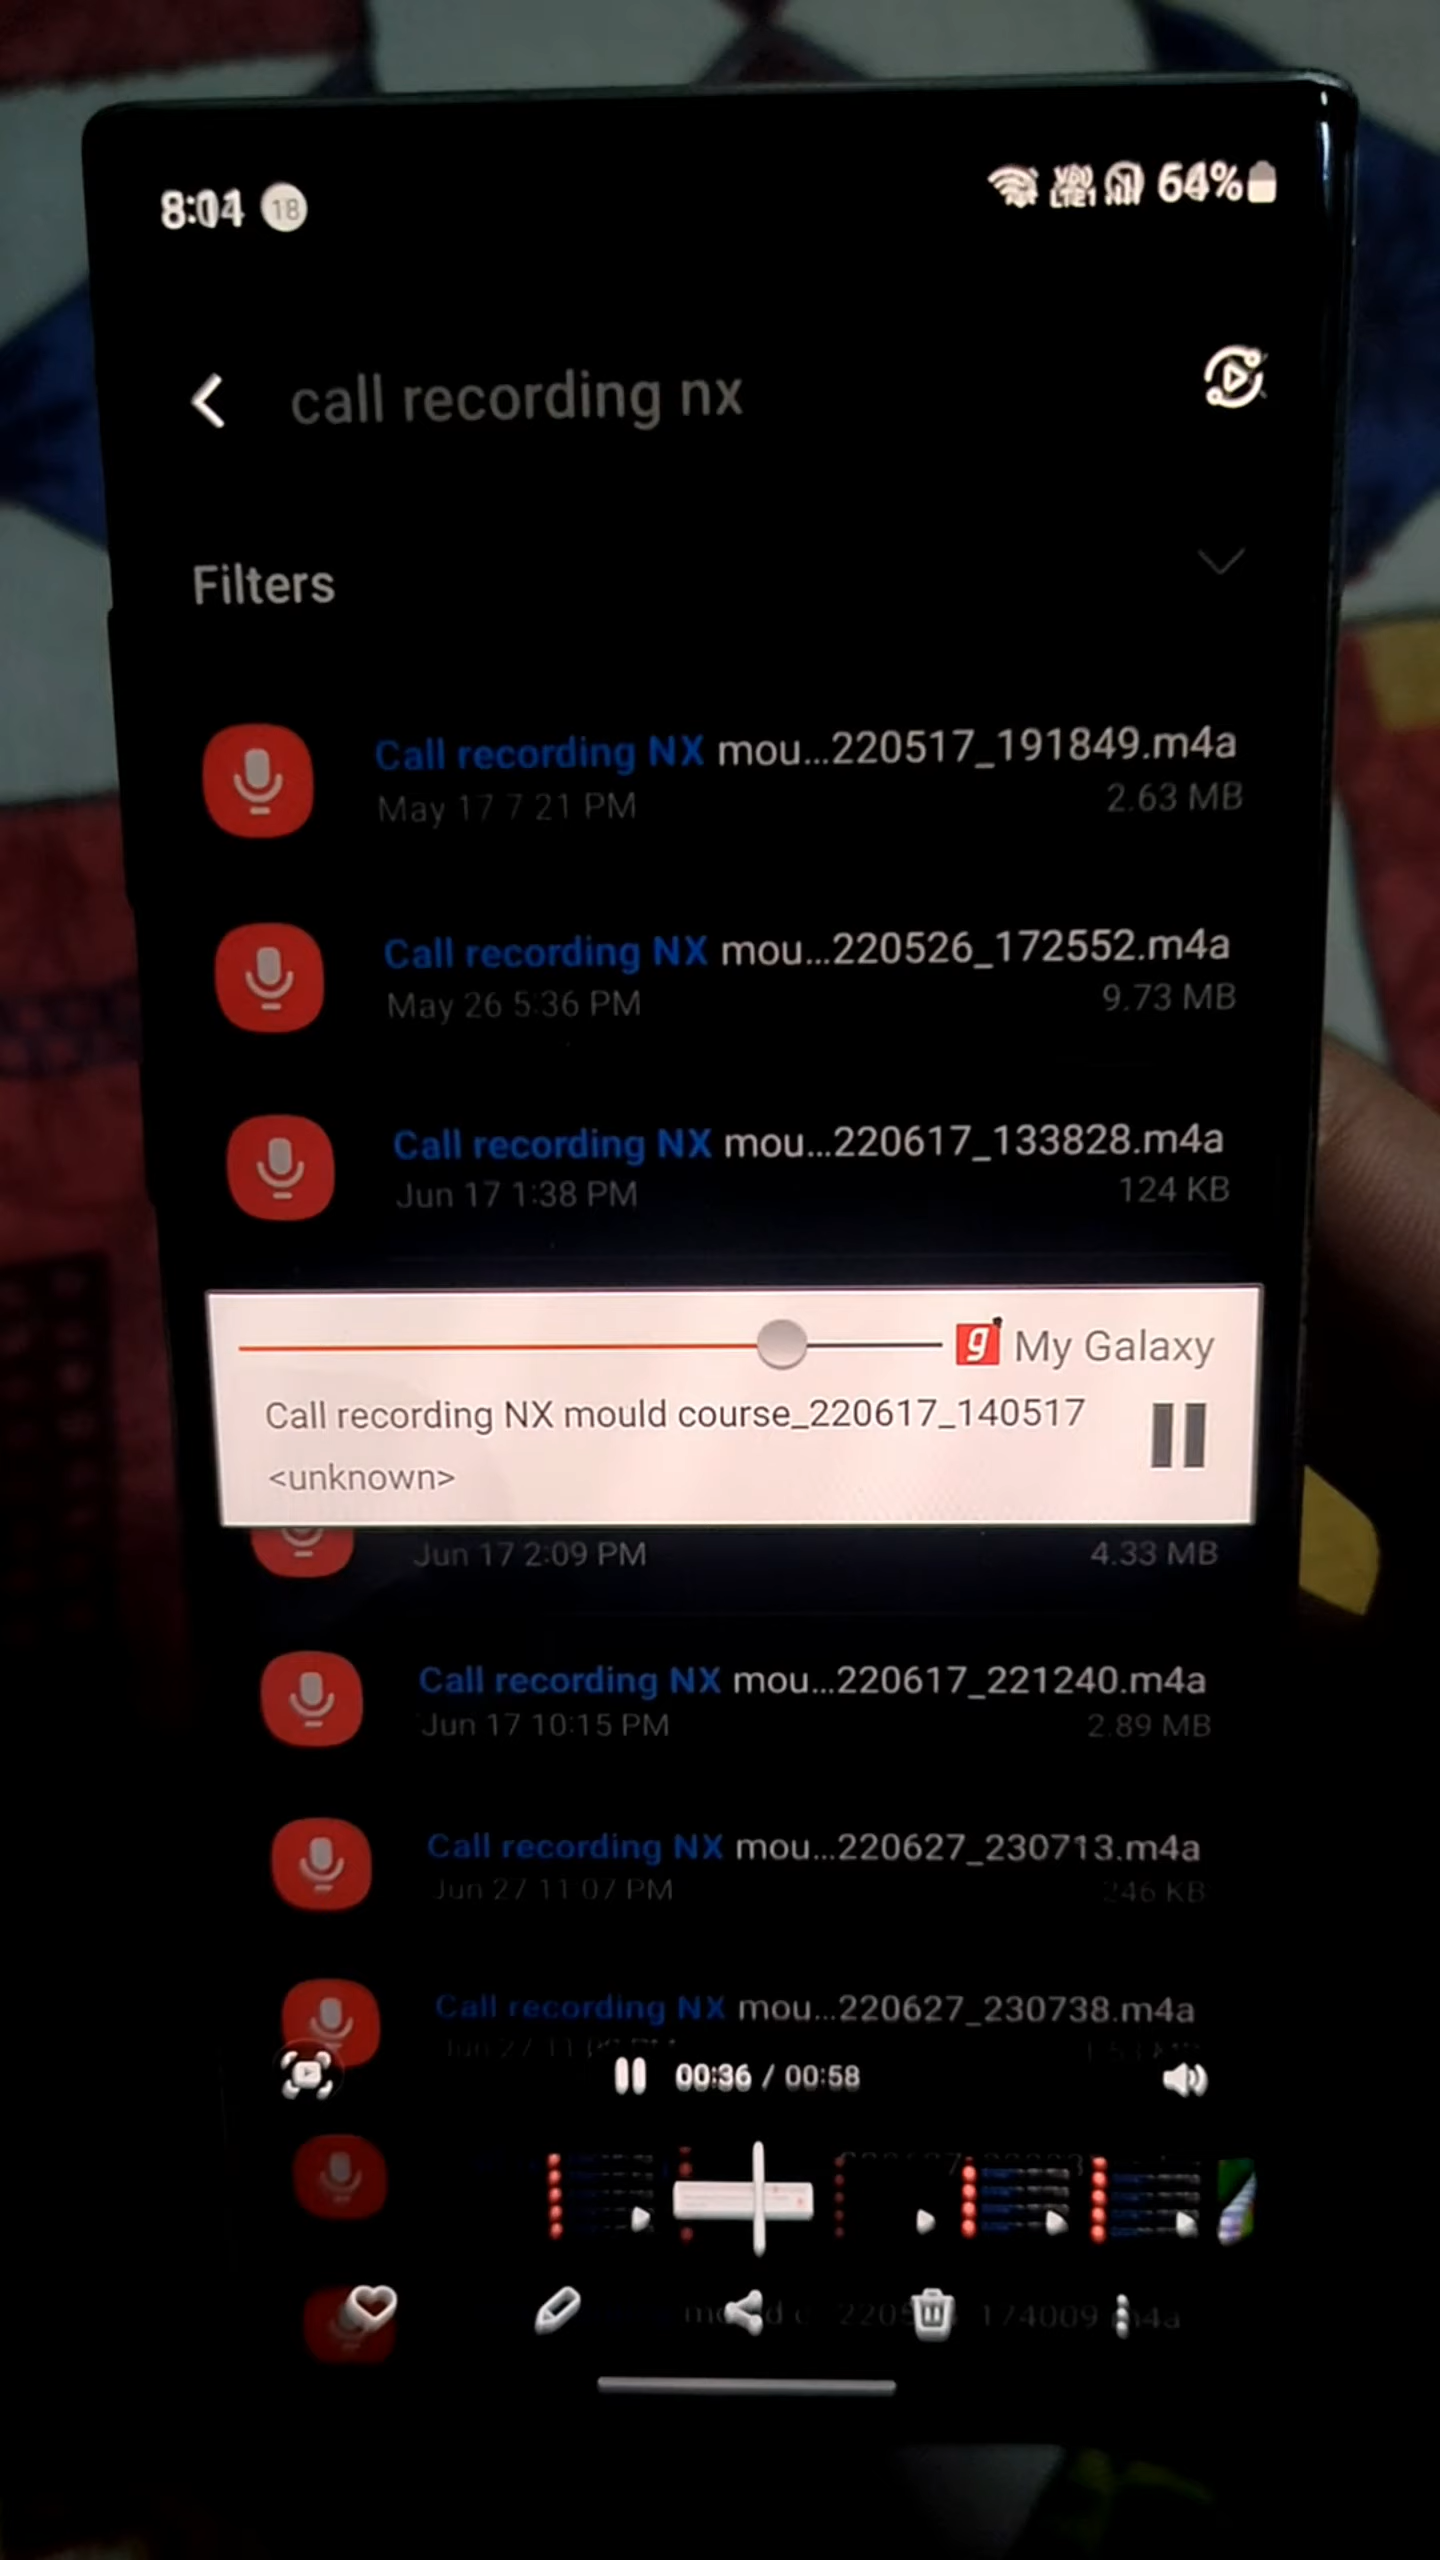 8:04 18 64%
call recording nx
Filters
Call recording NX mou...220517_191849.m4a
May 17 7 21 PM 2.63 MB
Call recording NX mou...220526_172552.m4a
May 26 5:36 PM 9.73 MB
Call recording NX mou...220617_133828.m4a
Jun 17 1:38 PM 124 KB
g My Galaxy
Call recording NX mould course_220617_140517
<unknown>
Jun 17 2:09 PM 4.33 MB
Call recording NX mou...220617_221240.m4a
Jun 17 10:15 PM 2.89 MB
Call recording NX mou...220627_230713.m4a
Jun 27 11 07 PM 246 KB
Call recording NX mou...220627_230738.m4a
00:36 / 00:58
174009